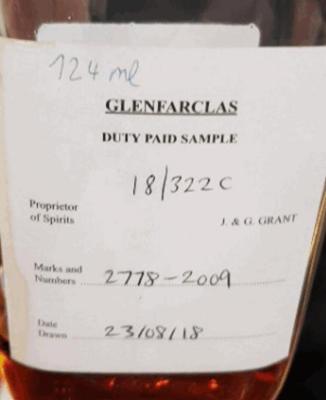 124 ml
GLENFARCLAS
DUTY PAID SAMPLE
18/322C
Proprietor
of Spirits J. & G. GRANT
Marks and
Numbers 2778-2009
Date
Drawn 23/08/18